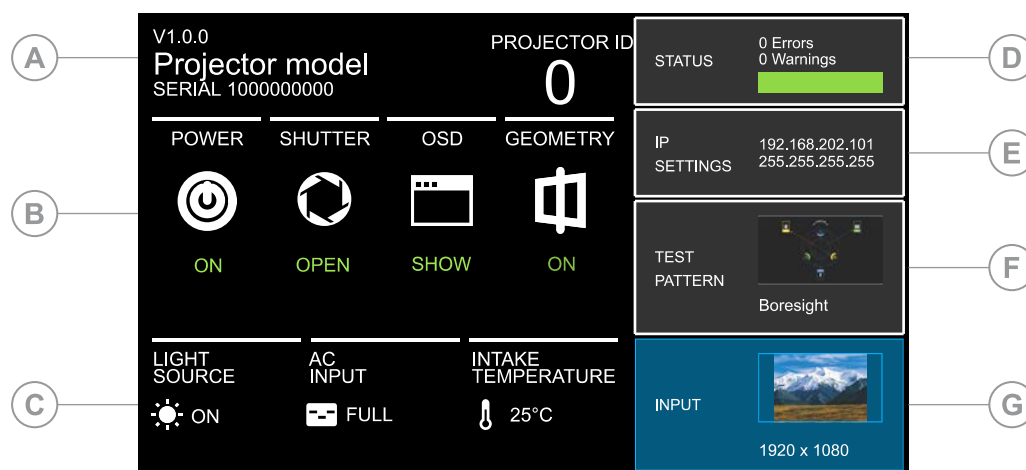 A
V1.0.0
Projector model
SERIAL 1000000000
PROJECTOR ID
0
B
POWER
ON
SHUTTER
OPEN
OSD
SHOW
GEOMETRY
ON
C
LIGHT
SOURCE
ON
AC
INPUT
FULL
INTAKE
TEMPERATURE
25°C
STATUS
0 Errors
0 Warnings
D
IP
SETTINGS
192.168.202.101
255.255.255.255
E
TEST
PATTERN
Boresight
F
INPUT
1920 x 1080
G